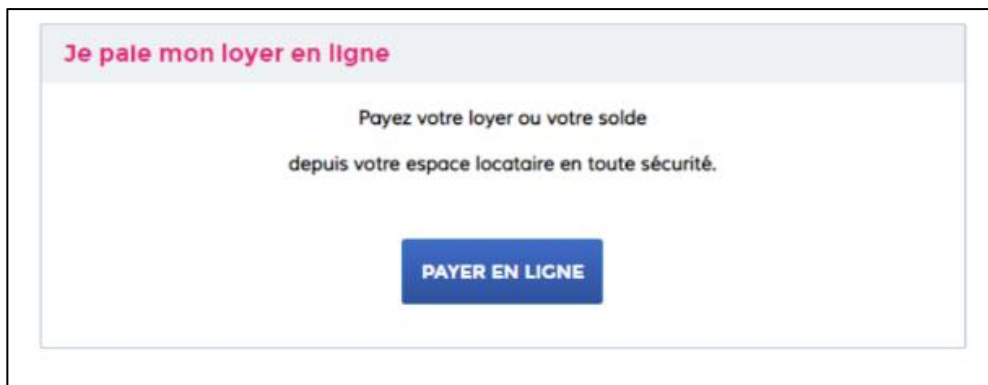 Je paie mon loyer en ligne
Payez votre loyer ou votre solde
depuis votre espace locataire en toute sécurité.
PAYER EN LIGNE